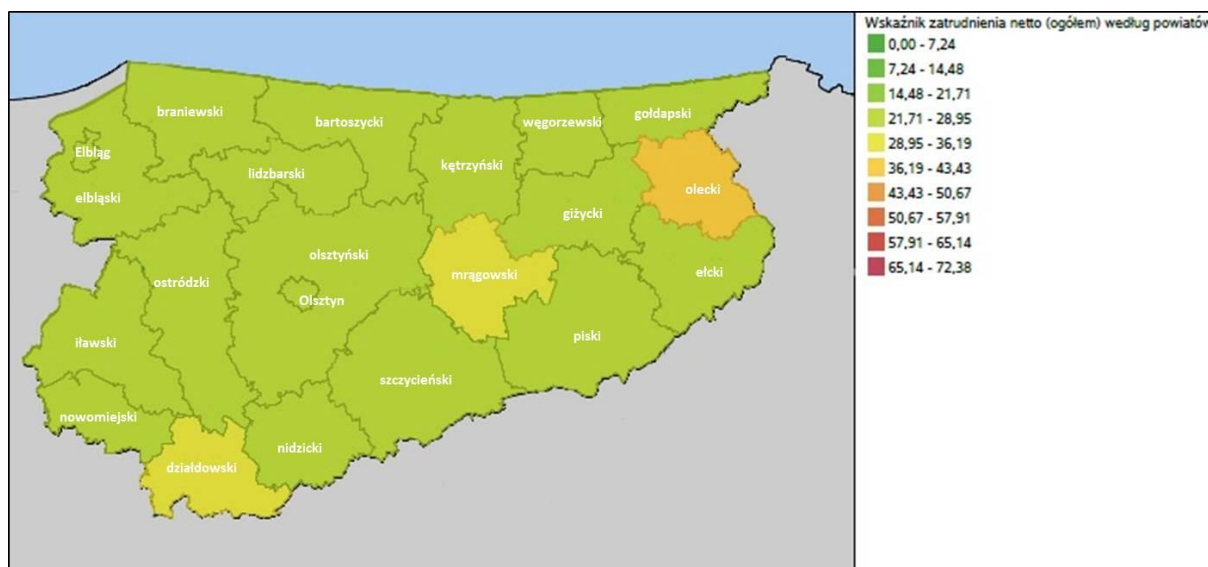 Wskaźnik zatrudnienia netto (ogółem) według powiatów
0,00 - 7,24
7,24 - 14,48
14,48 - 21,71
21,71 - 28,95
28,95 - 36,19
36,19 - 43,43
43,43 - 50,67
50,67 - 57,91
57,91 - 65,14
65,14 - 72,38
braniewski
bartoszycki
węgorzewski
gołdapski
Elbląg
lidzbarski
kętrzyński
olecki
elbląski
giżycki
olsztyński
ostródzki
mrągowski
ełcki
Olsztyn
iławski
piski
szczycieński
nowomiejski
nidzicki
działdowski